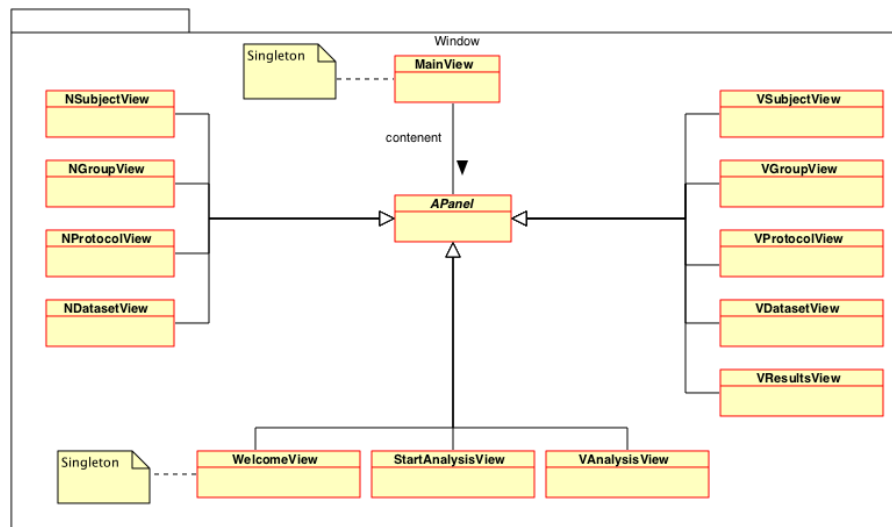 Window
Singleton
MainView
NSubjectView
VSubjectView
contenent
NGroupView
VGroupView
APanel
NProtocolView
VProtocolView
NDatasetView
VDatasetView
VResultsView
Singleton
WelcomeView
StartAnalysisView
VAnalysisView